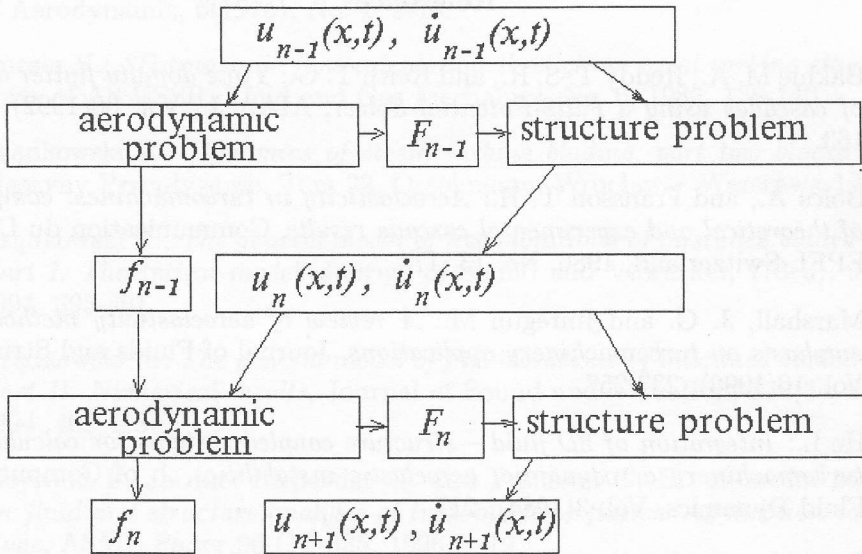 u_{n-1}(x,t), u̇_{n-1}(x,t)
aerodynamic problem
F_{n-1}
structure problem
f_{n-1}
u_n(x,t), u̇_n(x,t)
aerodynamic problem
F_n
structure problem
f_n
u_{n+1}(x,t), u̇_{n+1}(x,t)